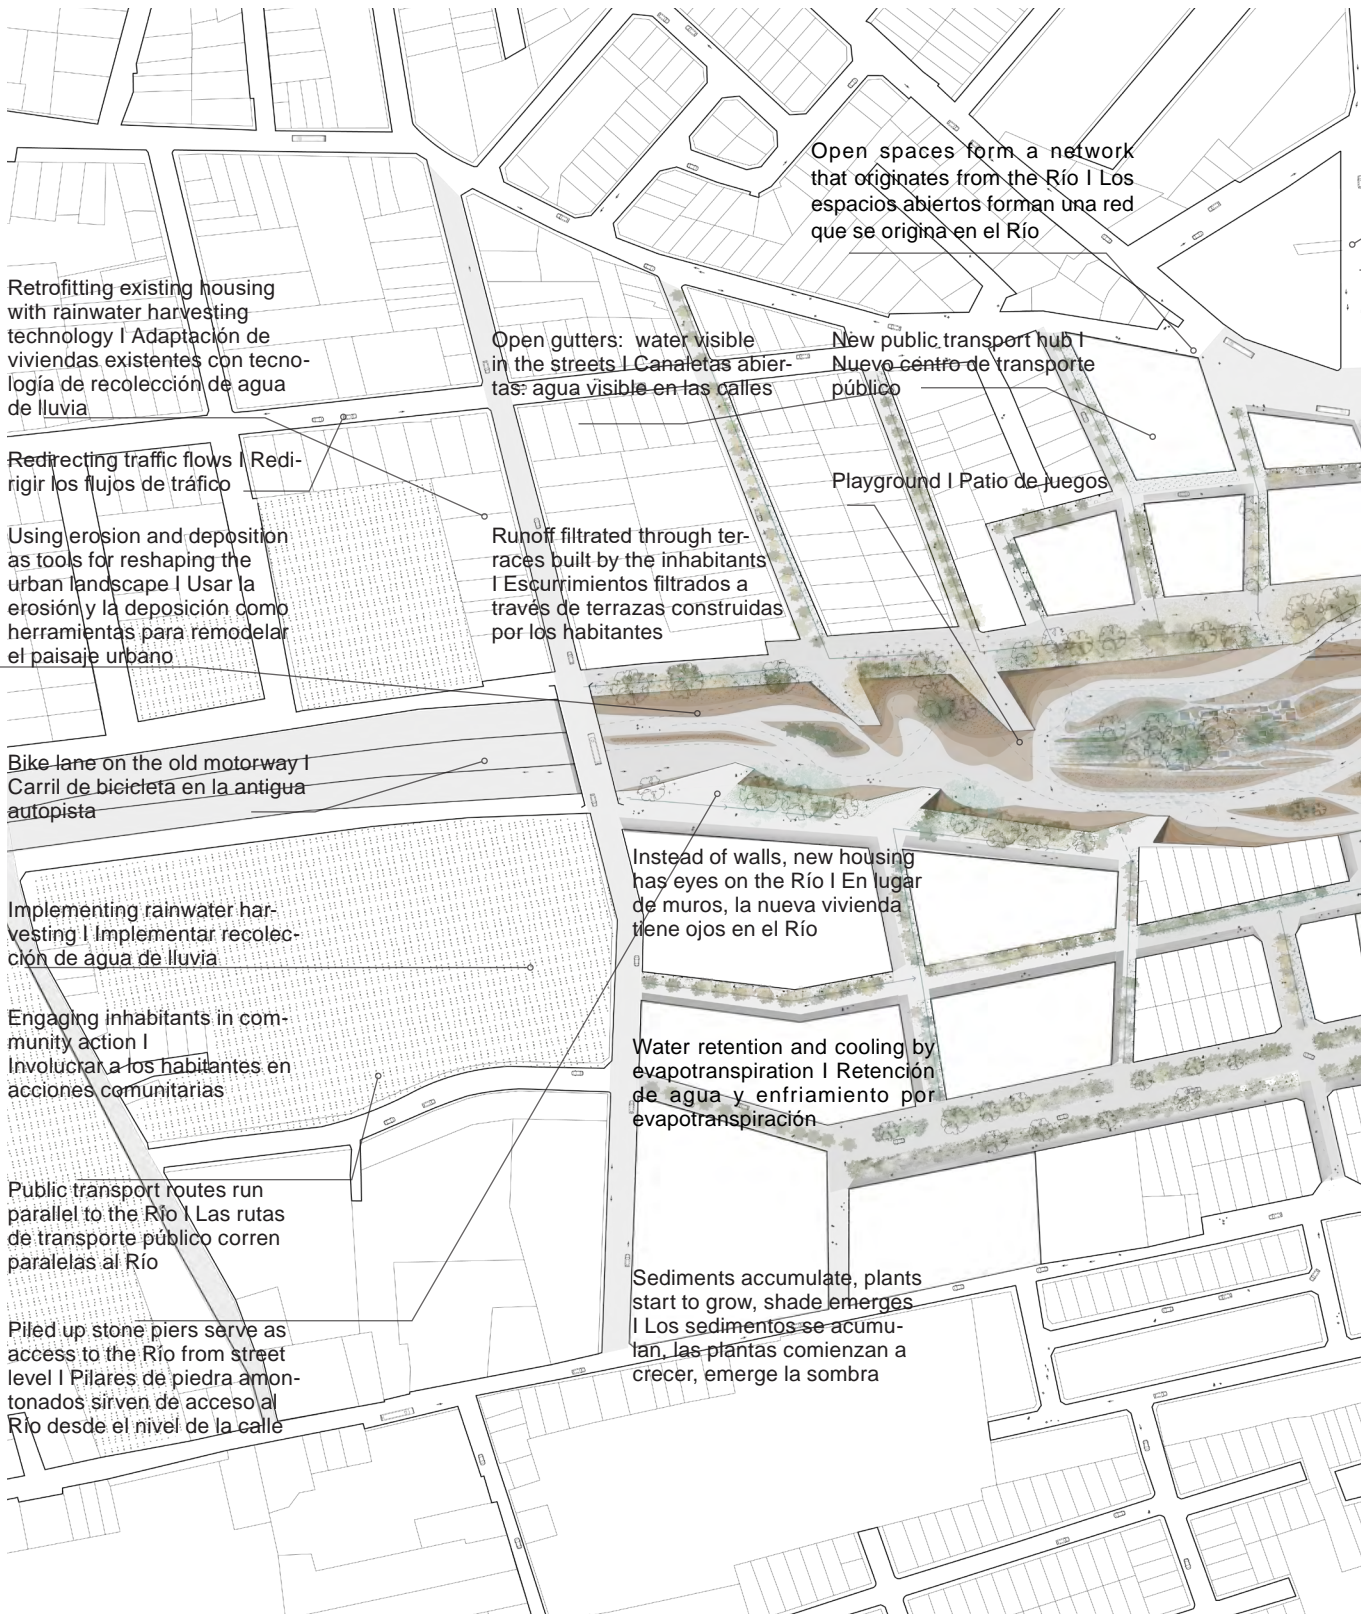 Open spaces form a network
that originates from the Río I Los
espacios abiertos forman una red
que se origina en el Río
Retrofitting existing housing
with rainwater harvesting
technology I Adaptación de
viviendas existentes con tecno-
logía de recolección de agua
de lluvia
Open gutters: water visible
in the streets I Canaletas abier-
tas: agua visible en las calles
New public transport hub I
Nuevo centro de transporte
público
Redirecting traffic flows I Redi-
rigir los flujos de tráfico
Playground I Patio de juegos
Using erosion and deposition
as tools for reshaping the
urban landscape I Usar la
erosión y la deposición como
herramientas para remodelar
el paisaje urbano
Runoff filtrated through ter-
races built by the inhabitants
I Escurrimientos filtrados a
través de terrazas construidas
por los habitantes
Bike lane on the old motorway I
Carril de bicicleta en la antigua
autopista
Instead of walls, new housing
has eyes on the Río I En lugar
de muros, la nueva vivienda
tiene ojos en el Río
Implementing rainwater har-
vesting I Implementar recolec-
ción de agua de lluvia
Engaging inhabitants in com-
munity action I
Involucrar a los habitantes en
acciones comunitarias
Water retention and cooling by
evapotranspiration I Retención
de agua y enfriamiento por
evapotranspiración
Public transport routes run
parallel to the Río I Las rutas
de transporte público corren
paralelas al Río
Sediments accumulate, plants
start to grow, shade emerges
I Los sedimentos se acumu-
lan, las plantas comienzan a
crecer, emerge la sombra
Piled up stone piers serve as
access to the Río from street
level I Pilares de piedra amon-
tonados sirven de acceso al
Río desde el nivel de la calle